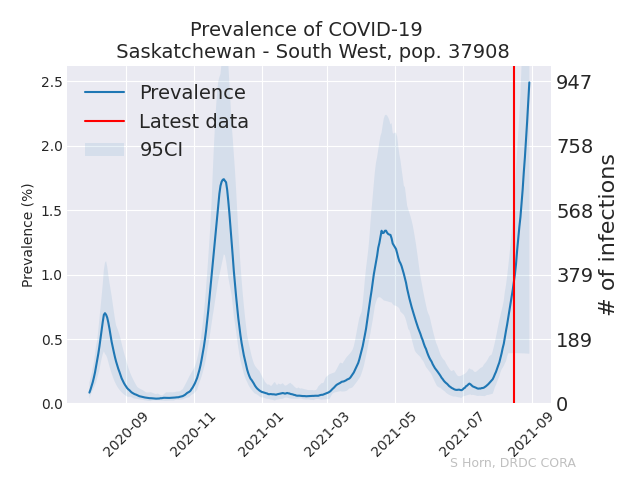 Prevalence of COVID-19
Saskatchewan - South West, pop. 37908
Prevalence (%)
2.5
2.0
1.5
1.0
0.5
0.0
Prevalence
Latest data
95CI
947
758
568
379
189
0
# of infections
2020-09
2020-11
2021-01
2021-03
2021-05
2021-07
2021-09
S Horn, DRDC CORA